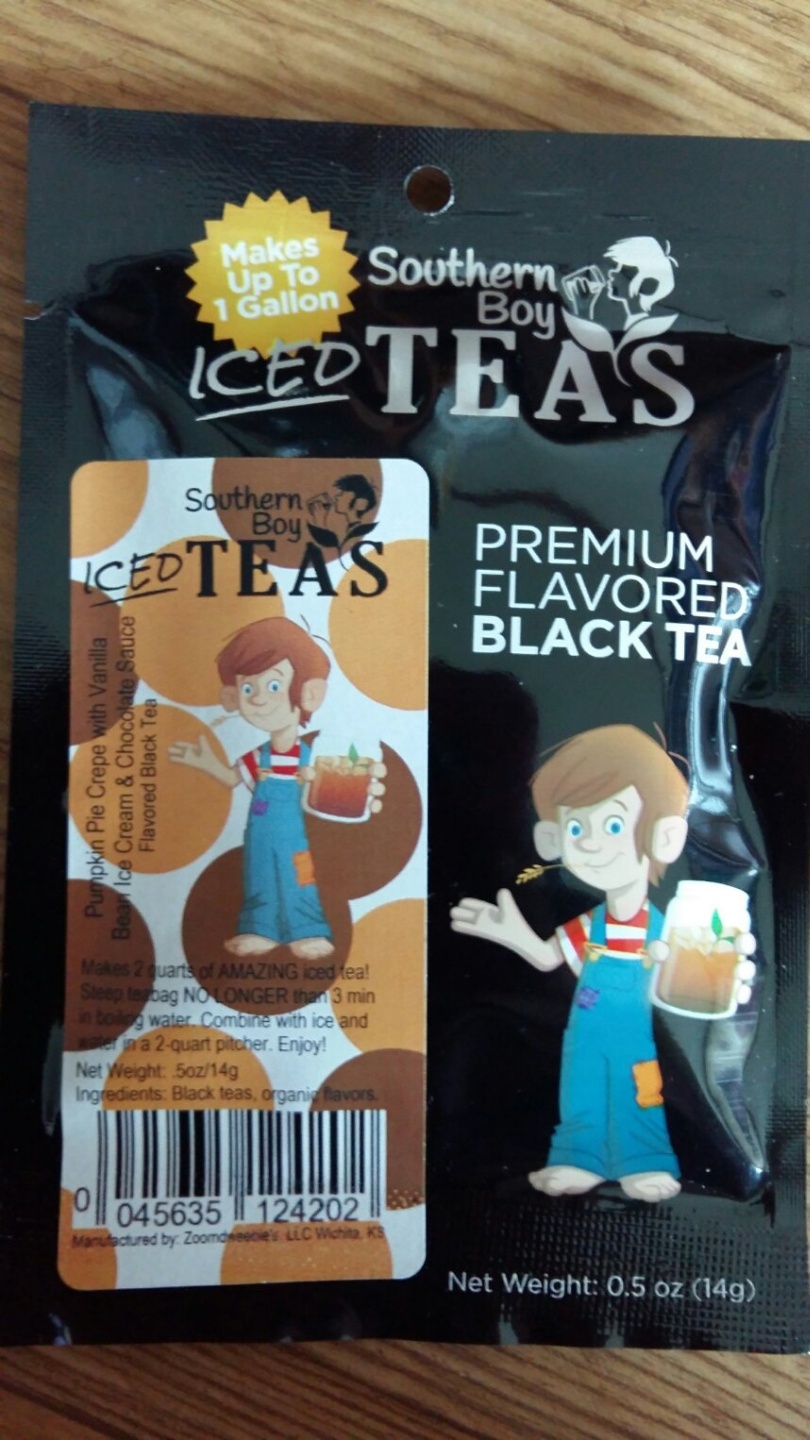 Makes
Up To
1 Gallon
Southern
Boy
ICED TEAS
PREMIUM
FLAVORED
BLACK TEA
Southern
Boy
ICED TEAS
Pumpkin Pie Crepe with Vanilla
Bean Ice Cream & Chocolate Sauce
Flavored Black Tea
Makes 2 quarts of AMAZING iced tea!
Steep teabag NO LONGER than 3 min
in boiling water. Combine with ice and
water in a 2-quart pitcher. Enjoy!
Net Weight: .5oz/14g
Ingredients: Black teas, organic flavors.
0 045635 124202
Manufactured by: Zoomdweebie's, LLC Wichita, KS
Net Weight: 0.5 oz (14g)